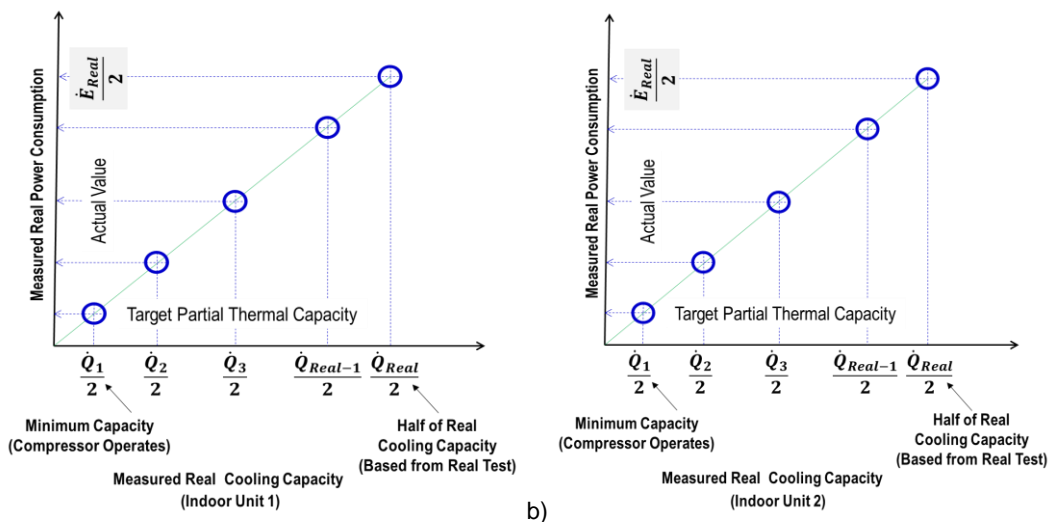 Measured Real Power Consumption
Actual Value
Ė_Real/2
Target Partial Thermal Capacity
Q̇_1/2 Q̇_2/2 Q̇_3/2 Q̇_Real−1/2 Q̇_Real/2
Minimum Capacity
(Compressor Operates)
Half of Real
Cooling Capacity
(Based from Real Test)
Measured Real Cooling Capacity
(Indoor Unit 1)
b)
Measured Real Power Consumption
Actual Value
Ė_Real/2
Target Partial Thermal Capacity
Q̇_1/2 Q̇_2/2 Q̇_3/2 Q̇_Real−1/2 Q̇_Real/2
Minimum Capacity
(Compressor Operates)
Half of Real
Cooling Capacity
(Based from Real Test)
Measured Real Cooling Capacity
(Indoor Unit 2)